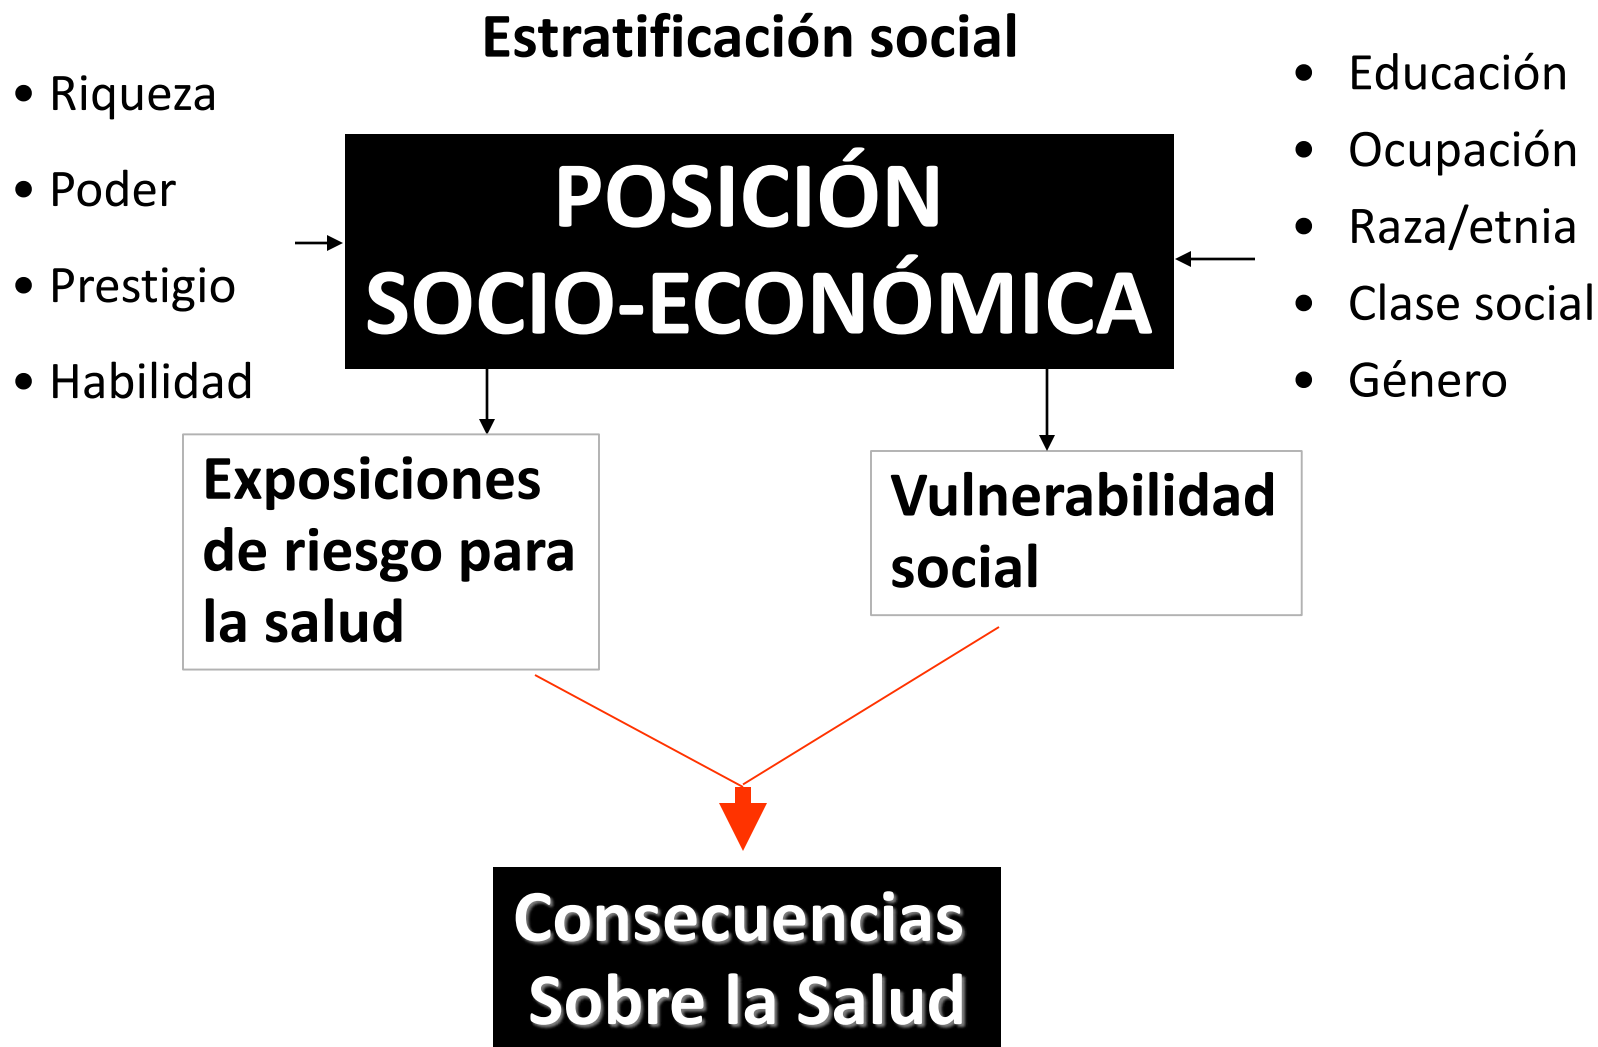 Estratificación social
• Riqueza
• Poder
• Prestigio
• Habilidad
POSICIÓN
SOCIO-ECONÓMICA
• Educación
• Ocupación
• Raza/etnia
• Clase social
• Género
Exposiciones
de riesgo para
la salud
Vulnerabilidad
social
Consecuencias
Sobre la Salud